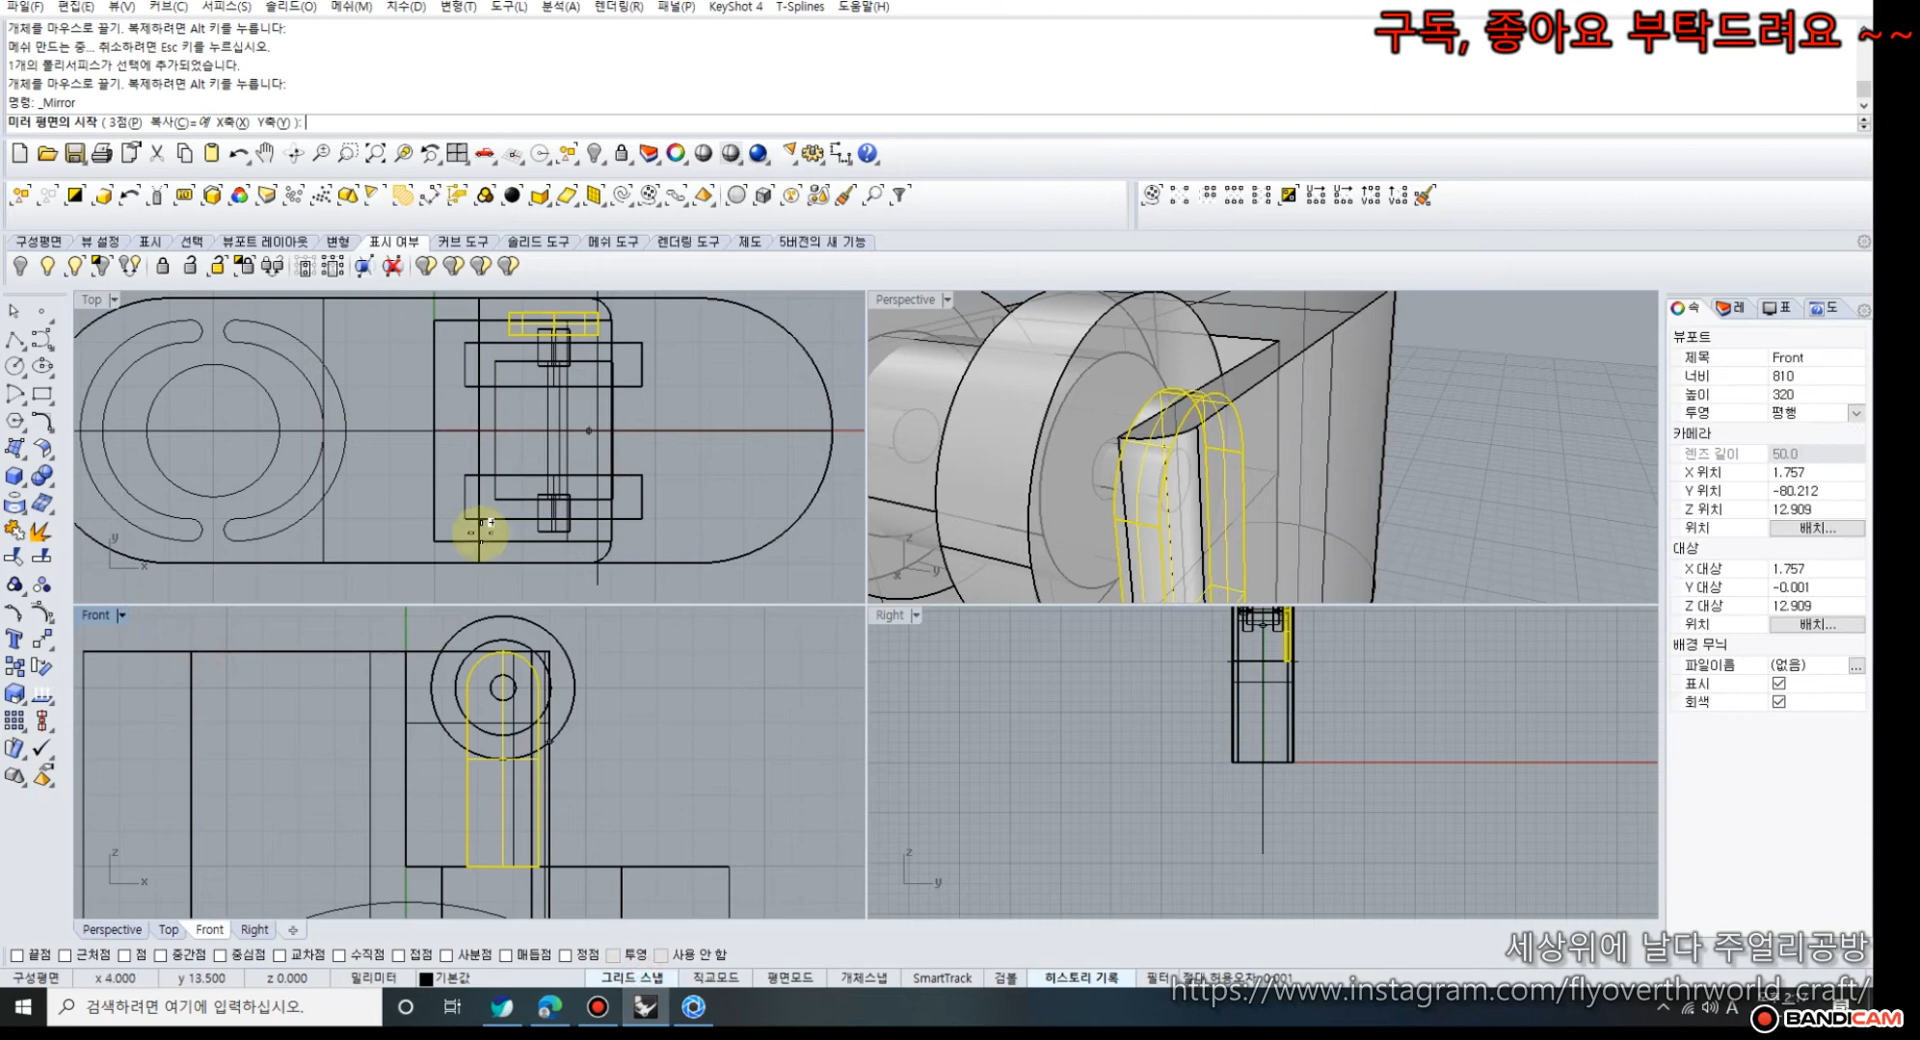 파일(F) 편집(E) 뷰(V) 커브(C) 서피스(S) 솔리드(O) 메쉬(M) 치수(D) 변형(T) 도구(L) 분석(A) 렌더링(R) 패널(P) KeyShot 4 T-Splines 도움말(H)
개체를 마우스로 끌기. 복제하려면 Alt 키를 누릅니다:
메쉬 만드는 중... 취소하려면 Esc 키를 누르십시오.
1개의 폴리서피스가 선택에 추가되었습니다.
개체를 마우스로 끌기. 복제하려면 Alt 키를 누릅니다:
명령: _Mirror
미러 평면의 시작 ( 3점(P) 복사(C)=예 X축(X) Y축(Y) ):
구독, 좋아요 부탁드려요 ~~
구성평면 뷰 설정 표시 선택 뷰포트 레이아웃 변형 표시 여부 커브 도구 솔리드 도구 메쉬 도구 렌더링 도구 제도 5버전의 새 기능
Top
y
x
Perspective
z
x
y
Front
z
x
Right
z
y
속 레 표 도
뷰포트
제목 Front
너비 810
높이 320
투영 평행
카메라
렌즈 길이 50.0
X 위치 1.757
Y 위치 -80.212
Z 위치 12.909
위치 배치...
대상
X 대상 1.757
Y 대상 -0.001
Z 대상 12.909
위치 배치...
배경 무늬
파일이름 (없음) ...
표시
회색
Perspective Top Front Right
끝점 근처점 점 중간점 중심점 교차점 수직점 접점 사분점 매듭점 정점 투영 사용 안 함
구성평면 x 4.000 y 13.500 z 0.000 밀리미터 기본값 그리드 스냅 직교모드 평면모드 개체스냅 SmartTrack 검볼 히스토리 기록 필터 절대 허용오차: 0.001
세상위에 날다 주얼리공방
https://www.instagram.com/flyoverthrworld_craft/
검색하려면 여기에 입력하십시오.
A
BANDICAM